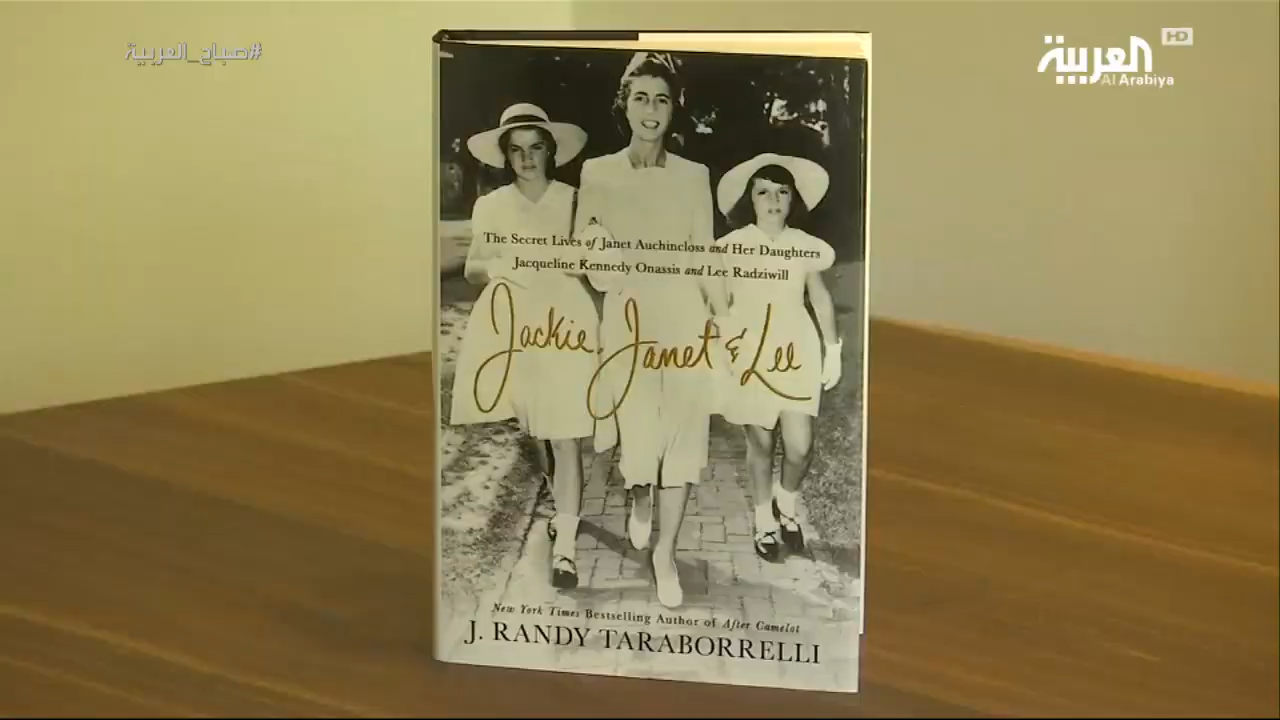 #صباح_العربية
العربية HD
Al Arabiya
The Secret Lives of Janet Auchincloss and Her Daughters
Jacqueline Kennedy Onassis and Lee Radziwill
Jackie, Janet & Lee
New York Times Bestselling Author of After Camelot
J. RANDY TARABORRELLI